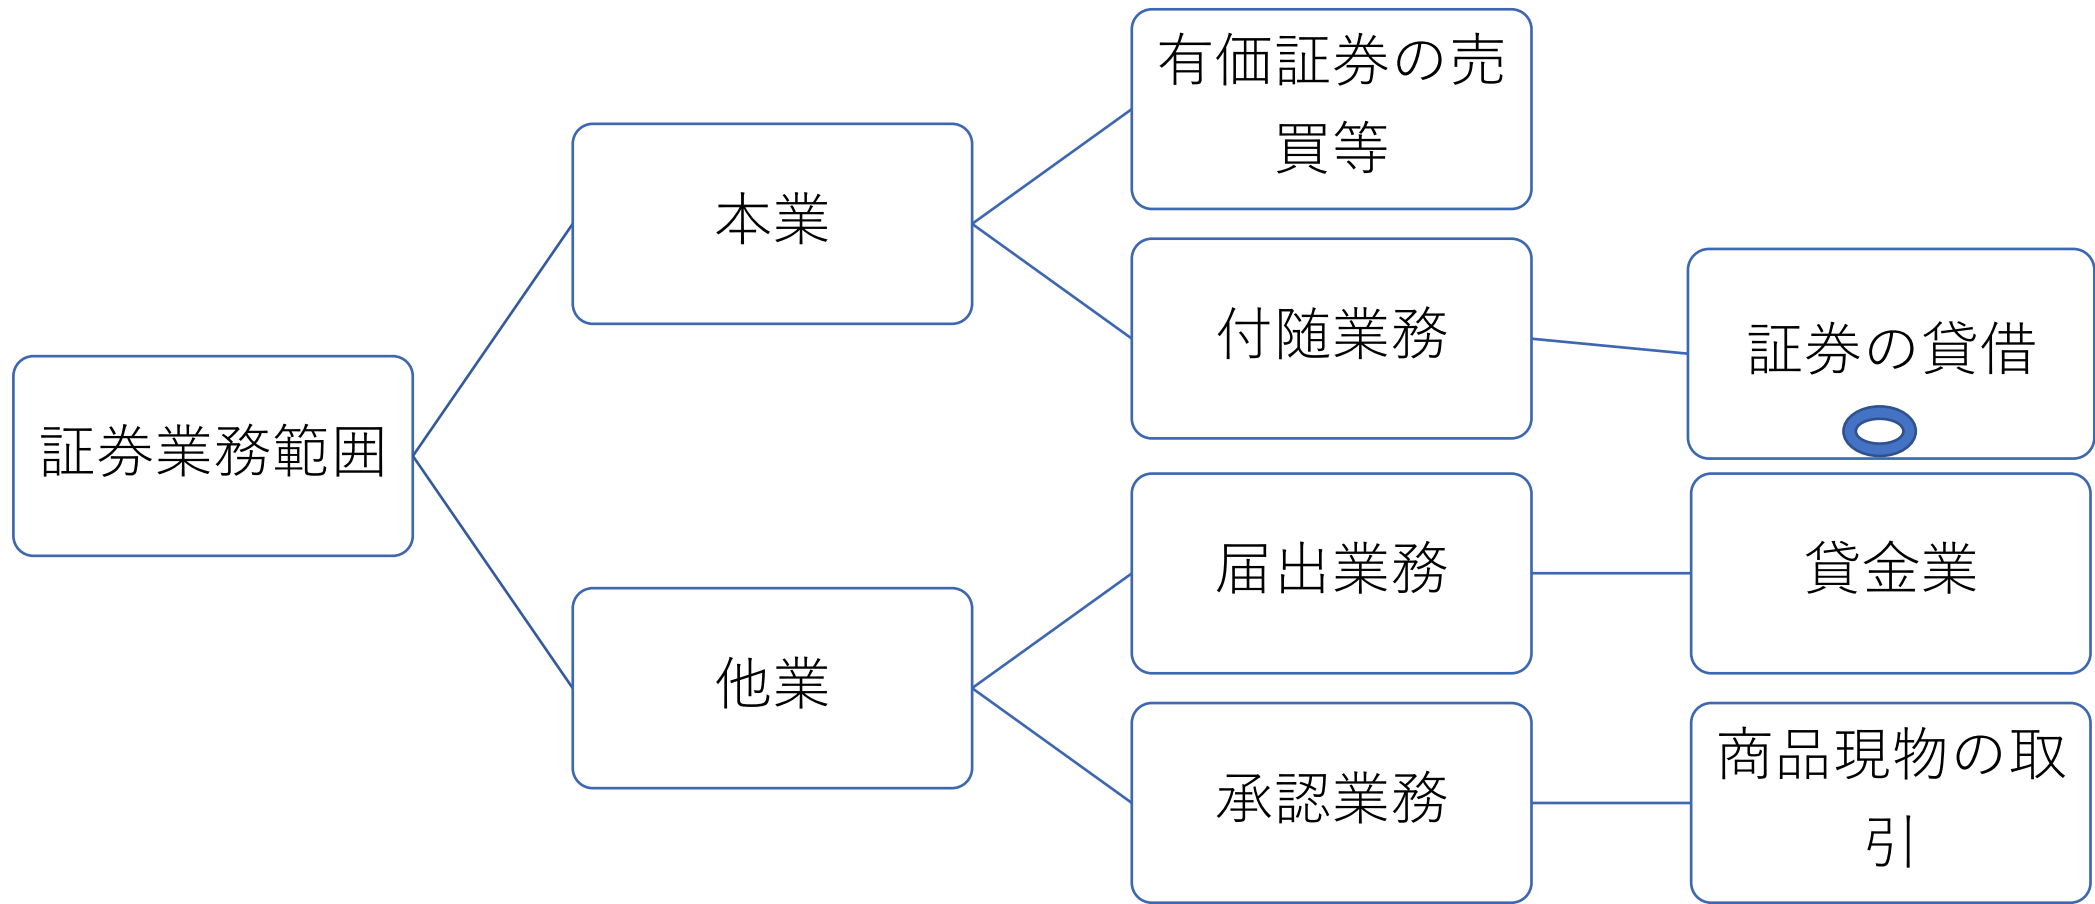 証券業務範囲
本業
有価証券の売
買等
付随業務
証券の貸借
他業
届出業務
貸金業
承認業務
商品現物の取
引